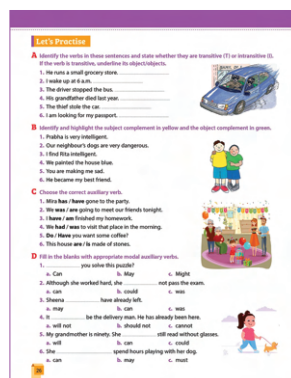 Let's Practise
A Identify the verbs in these sentences and state whether they are transitive (T) or intransitive (I).
If the verb is transitive, underline its object/objects.
1. He runs a small grocery store.
2. I wake up at 6 a.m.
3. The driver stopped the bus.
4. His grandfather died last year.
5. The thief stole the car.
6. I am looking for my passport.
B Identify and highlight the subject complement in yellow and the object complement in green.
1. Prabha is very intelligent.
2. Our neighbour's dogs are very dangerous.
3. I find Rita intelligent.
4. We painted the house blue.
5. You are making me sad.
6. He became my best friend.
C Choose the correct auxiliary verb.
1. Mira has / have gone to the party.
2. We was / are going to meet our friends tonight.
3. I have / am finished my homework.
4. We had / was to visit that place in the morning.
5. Do / Have you want some coffee?
6. This house are / is made of stones.
D Fill in the blanks with appropriate modal auxiliary verbs.
1. you solve this puzzle?
a. Can b. May c. Might
2. Although she worked hard, she not pass the exam.
a. can b. could c. was
3. Sheena have already left.
a. may b. can c. was
4. It be the delivery man. He has already been here.
a. will not b. should not c. cannot
5. My grandmother is ninety. She still read without glasses.
a. will b. can c. could
6. She spend hours playing with her dog.
a. can b. may c. must
26